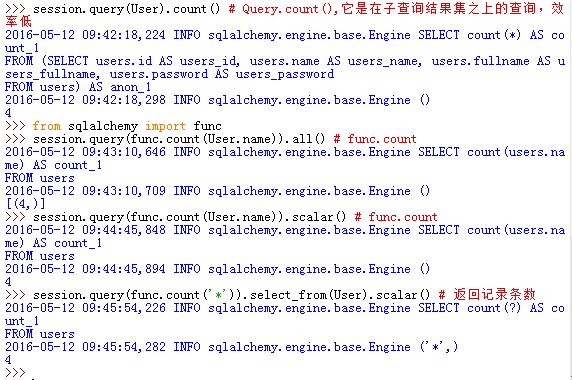 >>> session.query(User).count() # Query.count(),它是在子查询结果集之上的查询，效
率低
2016-05-12 09:42:18,224 INFO sqlalchemy.engine.base.Engine SELECT count(*) AS co
unt_1
FROM (SELECT users.id AS users_id, users.name AS users_name, users.fullname AS u
sers_fullname, users.password AS users_password
FROM users) AS anon_1
2016-05-12 09:42:18,298 INFO sqlalchemy.engine.base.Engine ()
4
>>> from sqlalchemy import func
>>> session.query(func.count(User.name)).all() # func.count
2016-05-12 09:43:10,646 INFO sqlalchemy.engine.base.Engine SELECT count(users.na
me) AS count_1
FROM users
2016-05-12 09:43:10,709 INFO sqlalchemy.engine.base.Engine ()
[(4,)]
>>> session.query(func.count(User.name)).scalar() # func.count
2016-05-12 09:44:45,848 INFO sqlalchemy.engine.base.Engine SELECT count(users.na
me) AS count_1
FROM users
2016-05-12 09:44:45,894 INFO sqlalchemy.engine.base.Engine ()
4
>>> session.query(func.count('*')).select_from(User).scalar() # 返回记录条数
2016-05-12 09:45:54,226 INFO sqlalchemy.engine.base.Engine SELECT count(?) AS co
unt_1
FROM users
2016-05-12 09:45:54,282 INFO sqlalchemy.engine.base.Engine ('*',)
4
>>>